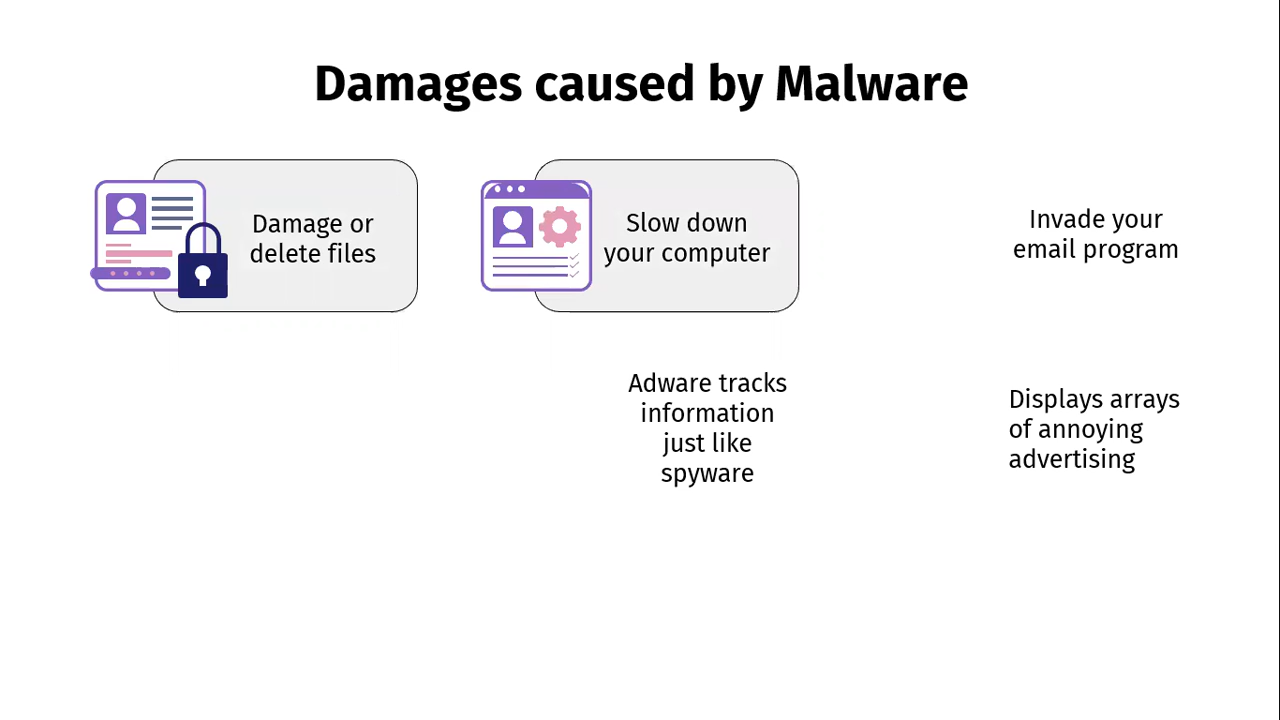 Damages caused by Malware
Damage or
delete files
Slow down
your computer
Invade your
email program
Adware tracks
information
just like
spyware
Displays arrays
of annoying
advertising